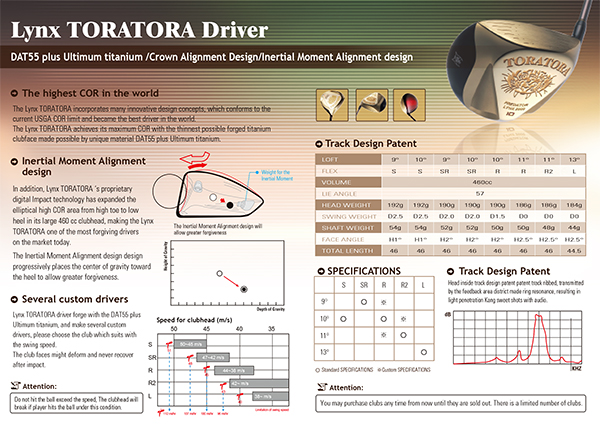 Lynx TORATORA Driver
DAT55 plus Ultimum titanium /Crown Alignment Design/Inertial Moment Alignment design
TORATORA
PREDATOR
The highest COR in the world
The Lynx TORATORA incorporates many innovative design concepts, which conforms to the
current USGA COR limit and became the best driver in the world.
The Lynx TORATORA achieves its maximum COR with the thinnest possible forged titanium
clubface made possible by unique material DAT55 plus Ultimum titanium.
Inertial Moment Alignment
design
In addition, Lynx TORATORA 's proprietary
digital Impact technology has expanded the
elliptical high COR area from high toe to low
heel in its large 460 cc clubhead, making the Lynx
TORATORA one of the most forgiving drivers
on the market today.
The Inertial Moment Alignment design design
progressively places the center of gravity toward
the heel to allow greater forgiveness.
Weight for the
Inertial Moment
The Inertial Moment Alignment design will
allow greater forgiveness
Height of Gravity
Depth of Gravity
Several custom drivers
Lynx TORATORA driver forge with the DAT55 plus
Ultimum titanium, and make several custom
drivers, please choose the club which suits with
the swing speed.
The club faces might deform and never recover
after impact.
Attention:
Do not hit the ball exceed the speed, The clubhead will
break if player hits the ball under this condition.
Speed for clubhead (m/s)
50 45 40 35
S 50~45 m/s
SR 47~42 m/s
R 44~38 m/s
R2 42~ m/s
L 38~ m/s
Limitation of swing speed
Track Design Patent
LOFT 9° 10° 9° 10° 10° 11° 11° 13°
FLEX S S SR SR R R R2 L
VOLUME 460cc
LIE ANGLE 57
HEAD WEIGHT 192g 192g 190g 190g 190g 186g 186g 184g
SWING WEIGHT D2.5 D2.5 D2.0 D2.0 D1.5 D0 D0 D0
SHAFT WEIGHT 54g 54g 52g 52g 50g 50g 48g 44g
FACE ANGLE H1° H1° H2° H2° H2° H2.5° H2.5° H2.5°
TOTAL LENGTH 46 46 46 46 46 46 46 44.5
SPECIFICATIONS
S SR R R2 L
9° ○ ※
10° ○ ○ ※
11° ※ ○
13° ○
○ Standard SPECIFICATIONS ※Custom SPECIFICATIONS
Track Design Patent
Head inside track design patent patent track ribbed, transmitted
by the feedback area district made ring resonance, resulting in
light penetration Kang sweet shots with audio.
dB
KHZ
Attention:
You may purchase clubs any time from now until they are sold out. There is a limited number of clubs.